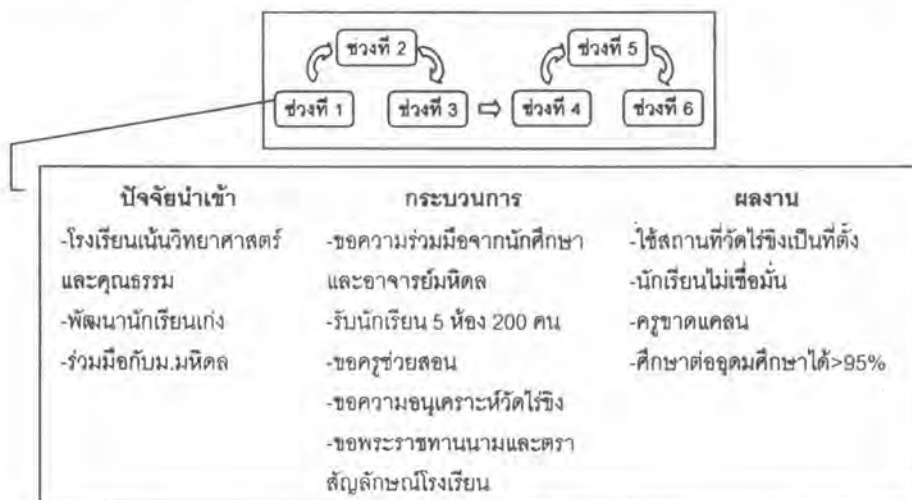 ช่วงที่ 2
ช่วงที่ 5
ช่วงที่ 1
ช่วงที่ 3
ช่วงที่ 4
ช่วงที่ 6
ปัจจัยนำเข้า
-โรงเรียนเน้นวิทยาศาสตร์
และคุณธรรม
-พัฒนานักเรียนเก่ง
-ร่วมมือกับม.มหิดล
กระบวนการ
-ขอความร่วมมือจากนักศึกษา
และอาจารย์มหิดล
-รับนักเรียน 5 ห้อง 200 คน
-ขอครูช่วยสอน
-ขอความอนุเคราะห์วัดไร่ขิง
-ขอพระราชทานนามและตรา
สัญลักษณ์โรงเรียน
ผลงาน
-ใช้สถานที่วัดไร่ขิงเป็นที่ตั้ง
-นักเรียนไม่เชื่อมั่น
-ครูขาดแคลน
-ศึกษาต่ออุดมศึกษาได้>95%